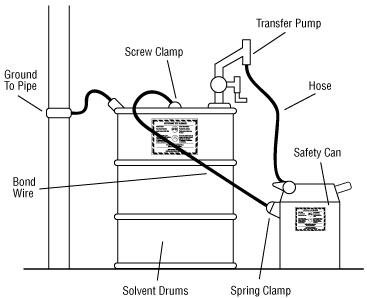 Transfer Pump
Screw Clamp
Ground
To Pipe
Hose
Safety Can
Bond
Wire
Solvent Drums
Spring Clamp